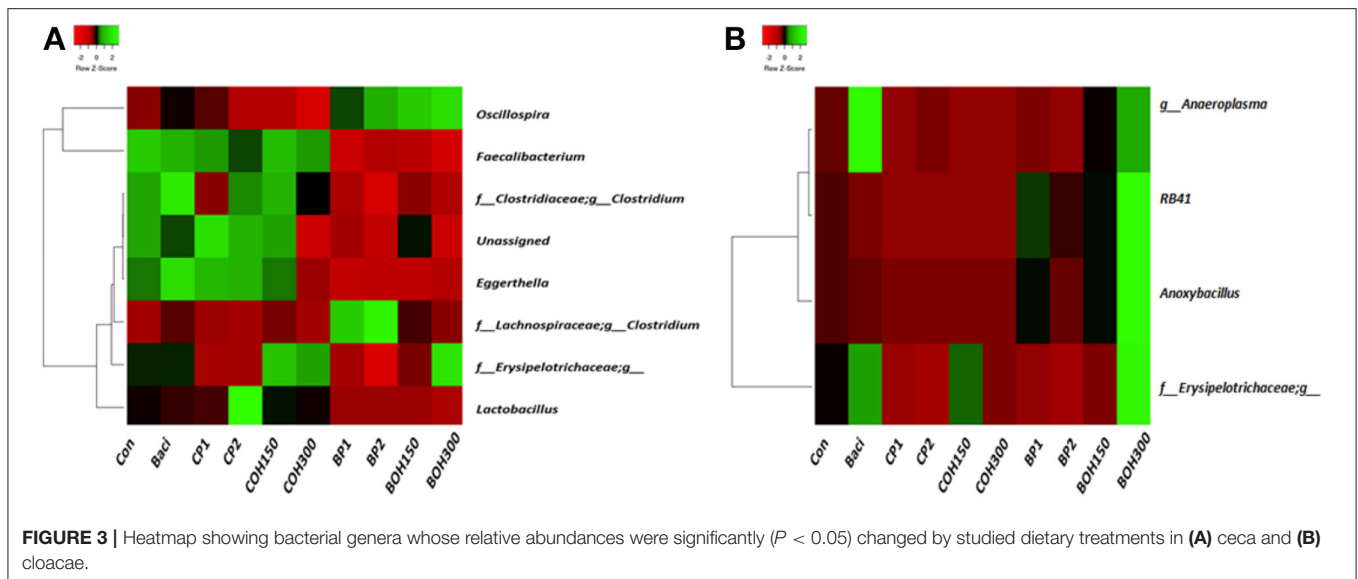 A
B
-2 0 2
Row Z-Score
-2 0 2
Row Z-Score
Oscillospira
Faecalibacterium
f__Clostridiaceae;g__Clostridium
Unassigned
Eggerthella
f__Lachnospiraceae;g__Clostridium
f__Erysipelotrichaceae;g__
Lactobacillus
Con Baci CP1 CP2 COH150 COH300 BP1 BP2 BOH150 BOH300
g__Anaeroplasma
RB41
Anoxybacillus
f__Erysipelotrichaceae;g__
Con Baci CP1 CP2 COH150 COH300 BP1 BP2 BOH150 BOH300
FIGURE 3 | Heatmap showing bacterial genera whose relative abundances were significantly (P < 0.05) changed by studied dietary treatments in (A) ceca and (B)
cloacae.